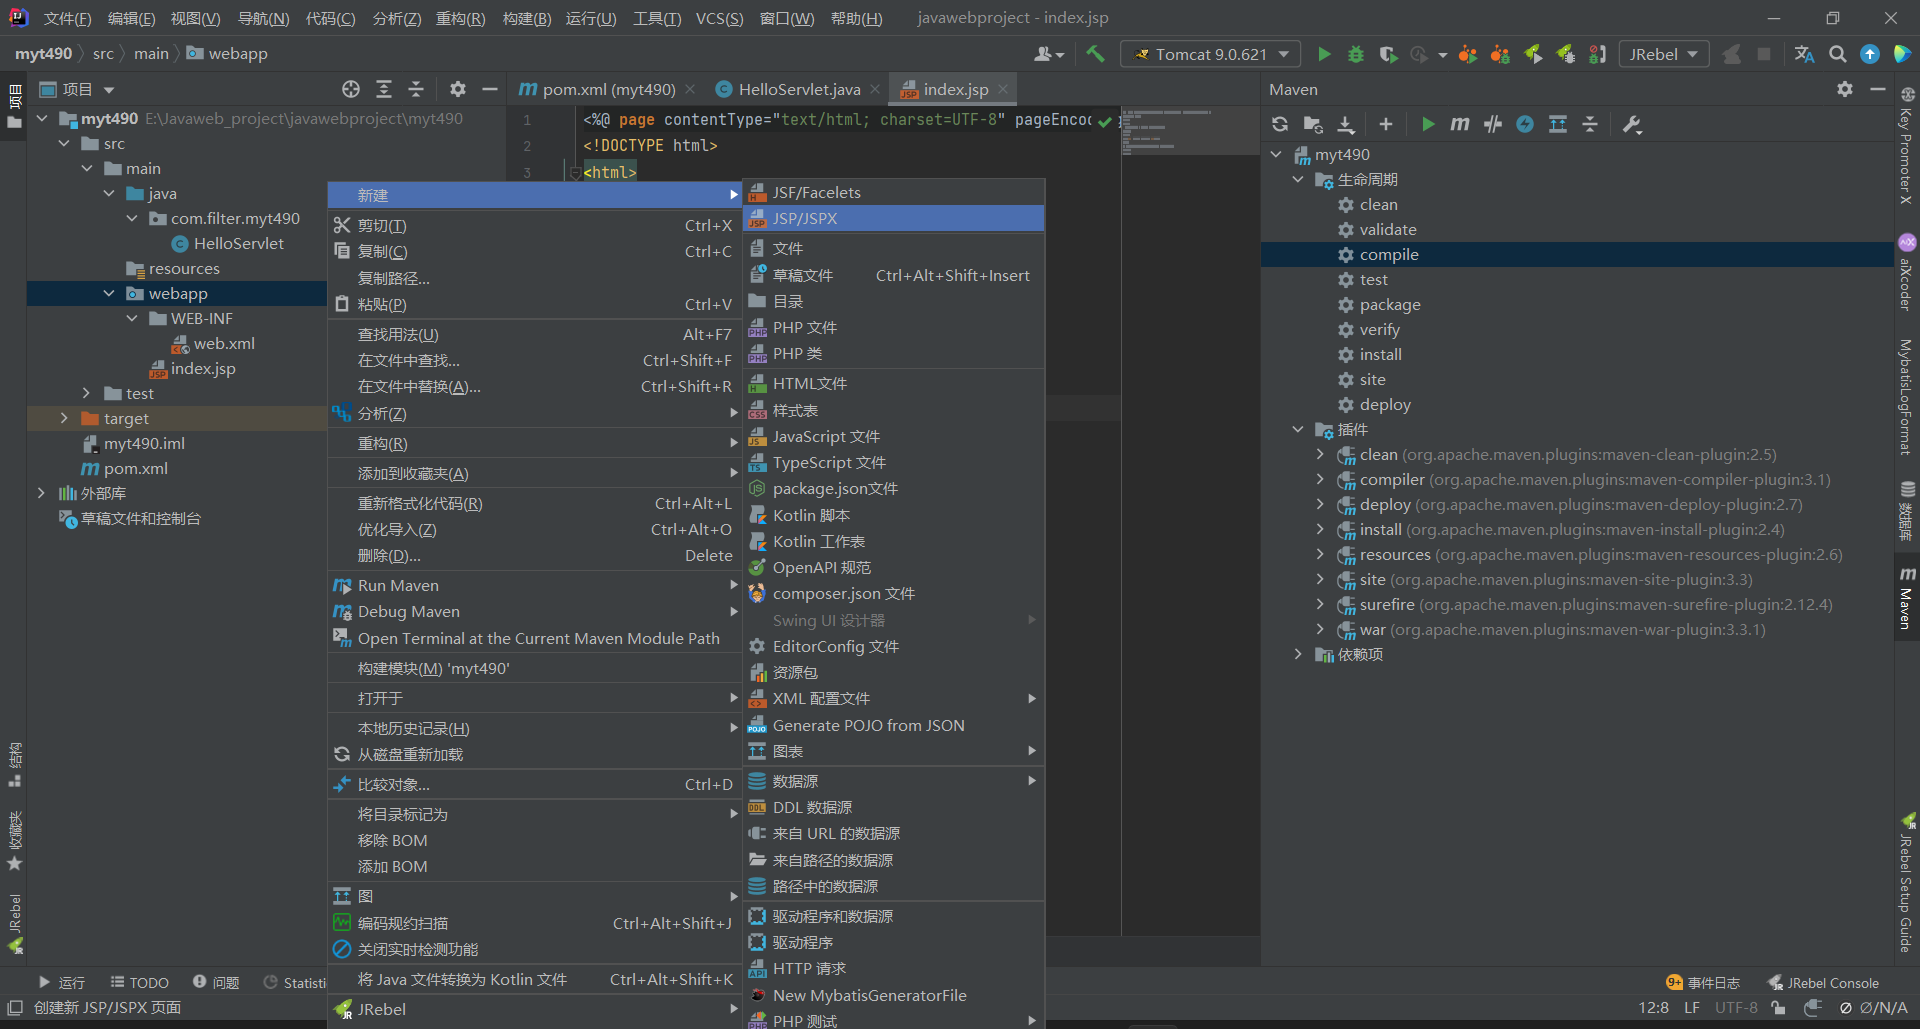 文件(F) 编辑(E) 视图(V) 导航(N) 代码(C) 分析(Z) 重构(R) 构建(B) 运行(U) 工具(T) VCS(S) 窗口(W) 帮助(H) javawebproject - index.jsp
myt490 src main webapp
Tomcat 9.0.621
JRebel
项目
项目
pom.xml (myt490)
HelloServlet.java
index.jsp
Maven
myt490 E:\Javaweb_project\javawebproject\myt490
src
main
java
com.filter.myt490
HelloServlet
resources
webapp
WEB-INF
web.xml
index.jsp
test
target
myt490.iml
pom.xml
外部库
草稿文件和控制台
1 <%@ page contentType="text/html; charset=UTF-8" pageEnco
2 <!DOCTYPE html>
3 <html>
新建
剪切(T) Ctrl+X
复制(C) Ctrl+C
复制路径...
粘贴(P) Ctrl+V
查找用法(U) Alt+F7
在文件中查找... Ctrl+Shift+F
在文件中替换(A)... Ctrl+Shift+R
分析(Z)
重构(R)
添加到收藏夹(A)
重新格式化代码(R) Ctrl+Alt+L
优化导入(Z) Ctrl+Alt+O
删除(D)... Delete
Run Maven
Debug Maven
Open Terminal at the Current Maven Module Path
构建模块(M) 'myt490'
打开于
本地历史记录(H)
从磁盘重新加载
比较对象... Ctrl+D
将目录标记为
移除 BOM
添加 BOM
图
编码规约扫描 Ctrl+Alt+Shift+J
关闭实时检测功能
将 Java 文件转换为 Kotlin 文件 Ctrl+Alt+Shift+K
JRebel
JSF/Facelets
JSP/JSPX
文件
草稿文件 Ctrl+Alt+Shift+Insert
目录
PHP 文件
PHP 类
HTML文件
样式表
JavaScript 文件
TypeScript 文件
package.json文件
Kotlin 脚本
Kotlin 工作表
OpenAPI 规范
composer.json 文件
Swing UI 设计器
EditorConfig 文件
资源包
XML 配置文件
Generate POJO from JSON
图表
数据源
DDL 数据源
来自 URL 的数据源
来自路径的数据源
路径中的数据源
驱动程序和数据源
驱动程序
HTTP 请求
New MybatisGeneratorFile
PHP 测试
myt490
生命周期
clean
validate
compile
test
package
verify
install
site
deploy
插件
clean (org.apache.maven.plugins:maven-clean-plugin:2.5)
compiler (org.apache.maven.plugins:maven-compiler-plugin:3.1)
deploy (org.apache.maven.plugins:maven-deploy-plugin:2.7)
install (org.apache.maven.plugins:maven-install-plugin:2.4)
resources (org.apache.maven.plugins:maven-resources-plugin:2.6)
site (org.apache.maven.plugins:maven-site-plugin:3.3)
surefire (org.apache.maven.plugins:maven-surefire-plugin:2.12.4)
war (org.apache.maven.plugins:maven-war-plugin:3.3.1)
依赖项
Key Promoter X
aiXcoder
MybatisLogFormat
数据库
Maven
JRebel Setup Guide
结构
收藏夹
JRebel
运行 TODO 问题 Statisti
9+ 事件日志 JRebel Console
创建新 JSP/JSPX 页面
12:8 LF UTF-8 Ø/N/A